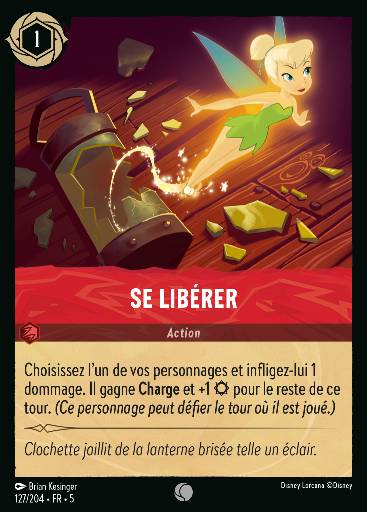 1
SE LIBÉRER
Action
Choisissez l'un de vos personnages et infligez-lui 1
dommage. Il gagne Charge et +1 pour le reste de ce
tour. (Ce personnage peut défier le tour où il est joué.)
Clochette jaillit de la lanterne brisée telle un éclair.
Brian Kesinger
Disney Lorcana ©Disney
127/204 • FR • 5